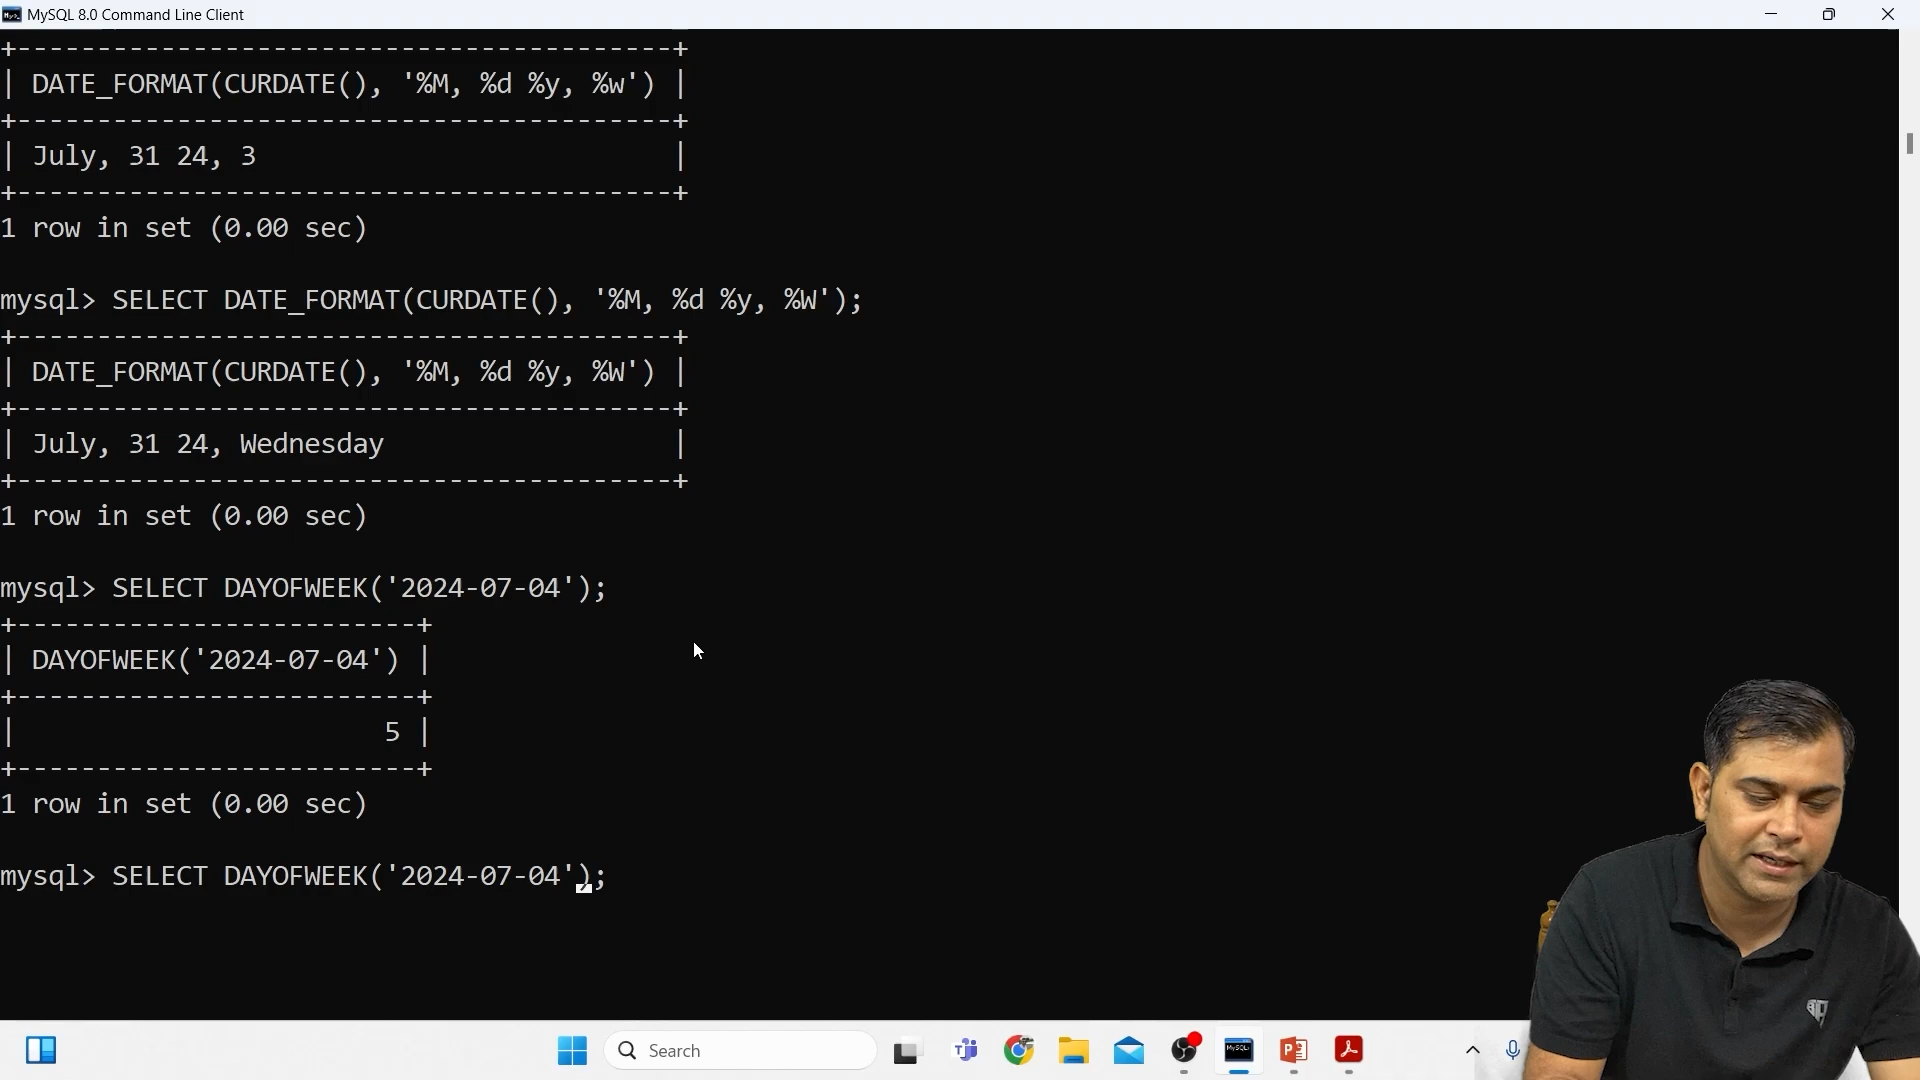 MySQL 8.0 Command Line Client
+-----------------------------------------+
| DATE_FORMAT(CURDATE(), '%M, %d %y, %w') |
+-----------------------------------------+
| July, 31 24, 3                          |
+-----------------------------------------+
1 row in set (0.00 sec)
mysql> SELECT DATE_FORMAT(CURDATE(), '%M, %d %y, %W');
+-----------------------------------------+
| DATE_FORMAT(CURDATE(), '%M, %d %y, %W') |
+-----------------------------------------+
| July, 31 24, Wednesday                  |
+-----------------------------------------+
1 row in set (0.00 sec)
mysql> SELECT DAYOFWEEK('2024-07-04');
+-------------------------+
| DAYOFWEEK('2024-07-04') |
+-------------------------+
|                       5 |
+-------------------------+
1 row in set (0.00 sec)
mysql> SELECT DAYOFWEEK('2024-07-04');
Search